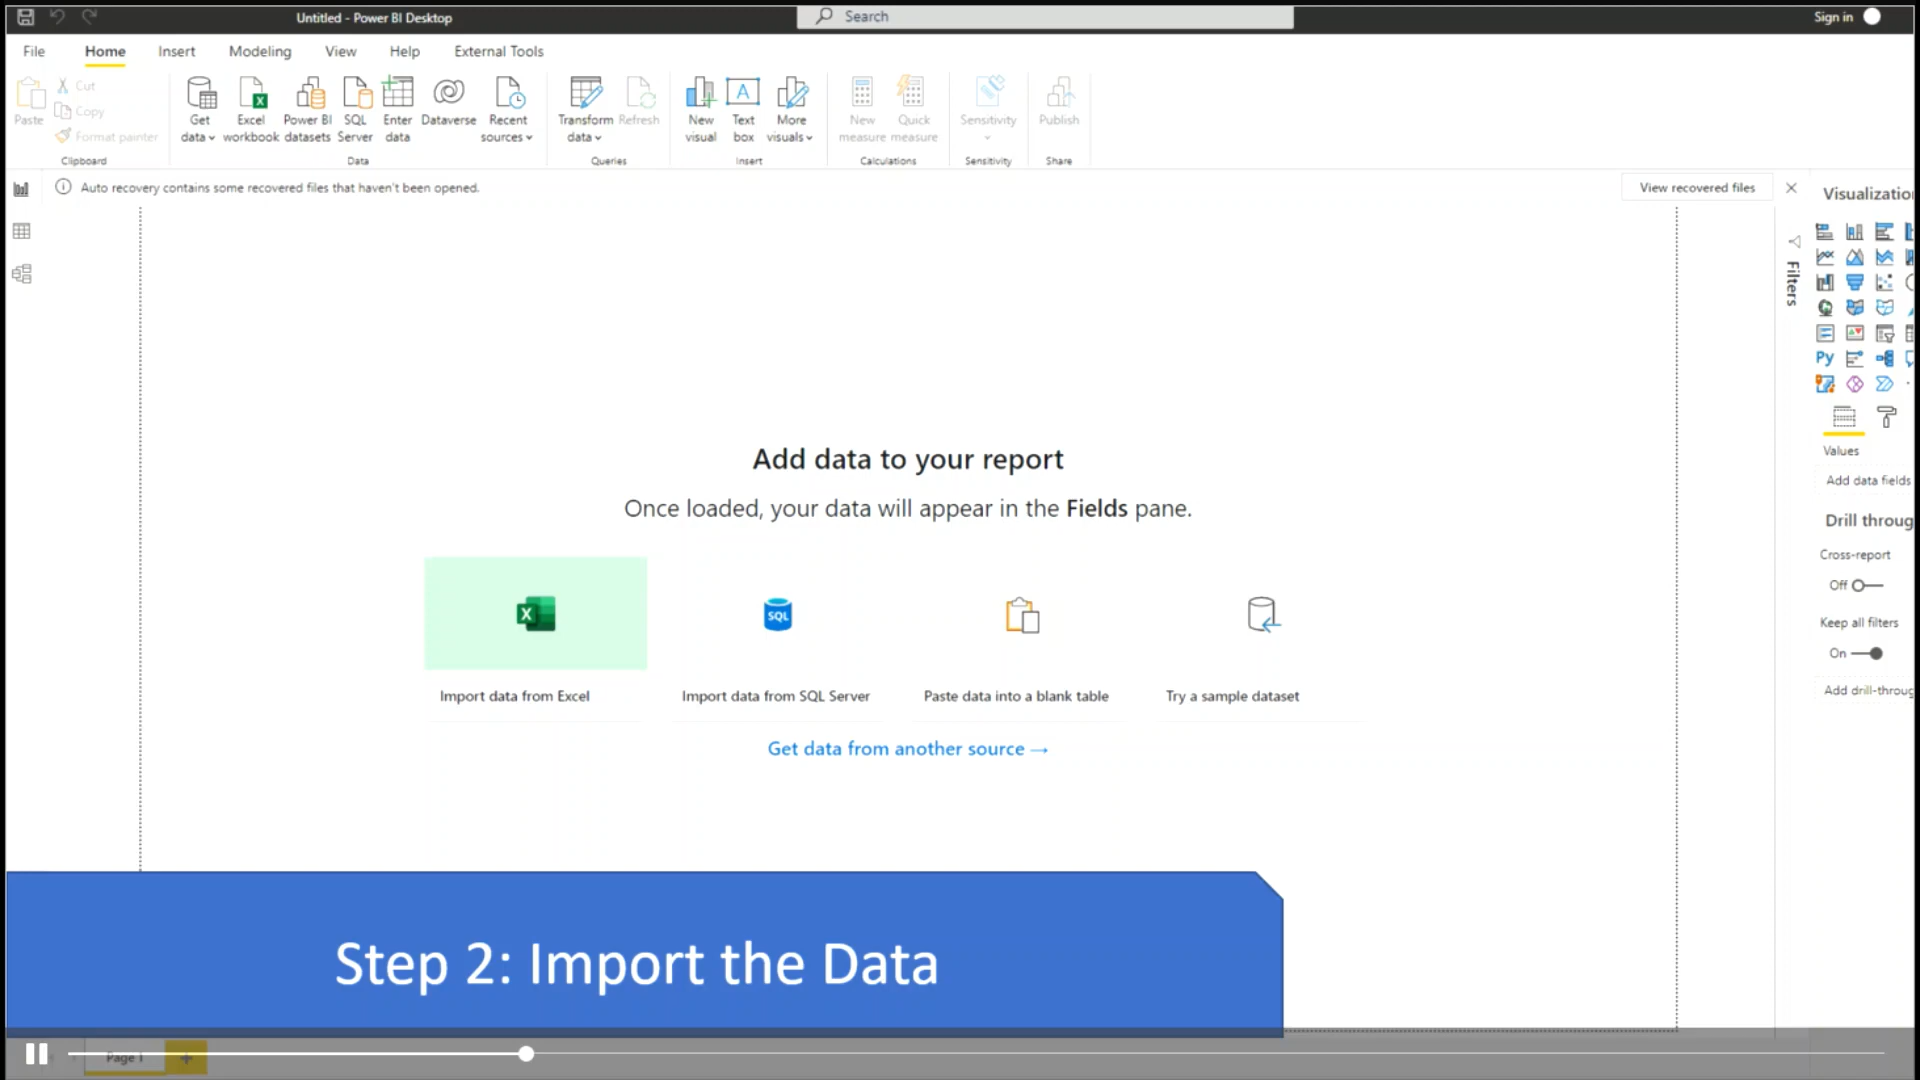 Untitled - Power BI Desktop
Search
Sign in
File Home Insert Modeling View Help External Tools
Paste
Cut
Copy
Format painter
Clipboard
Get data
Excel workbook
Power BI datasets
SQL Server
Enter data
Dataverse
Recent sources
Data
Transform data
Refresh
Queries
New visual
Text box
More visuals
Insert
New measure
Quick measure
Calculations
Sensitivity
Sensitivity
Publish
Share
Auto recovery contains some recovered files that haven't been opened.
View recovered files
Visualizatio
Filters
Py
Values
Add data fields
Drill throug
Cross-report
Off
Keep all filters
On
Add drill-throug
Add data to your report
Once loaded, your data will appear in the Fields pane.
X
SQL
Import data from Excel
Import data from SQL Server
Paste data into a blank table
Try a sample dataset
Get data from another source →
Step 2: Import the Data
Page 1
+